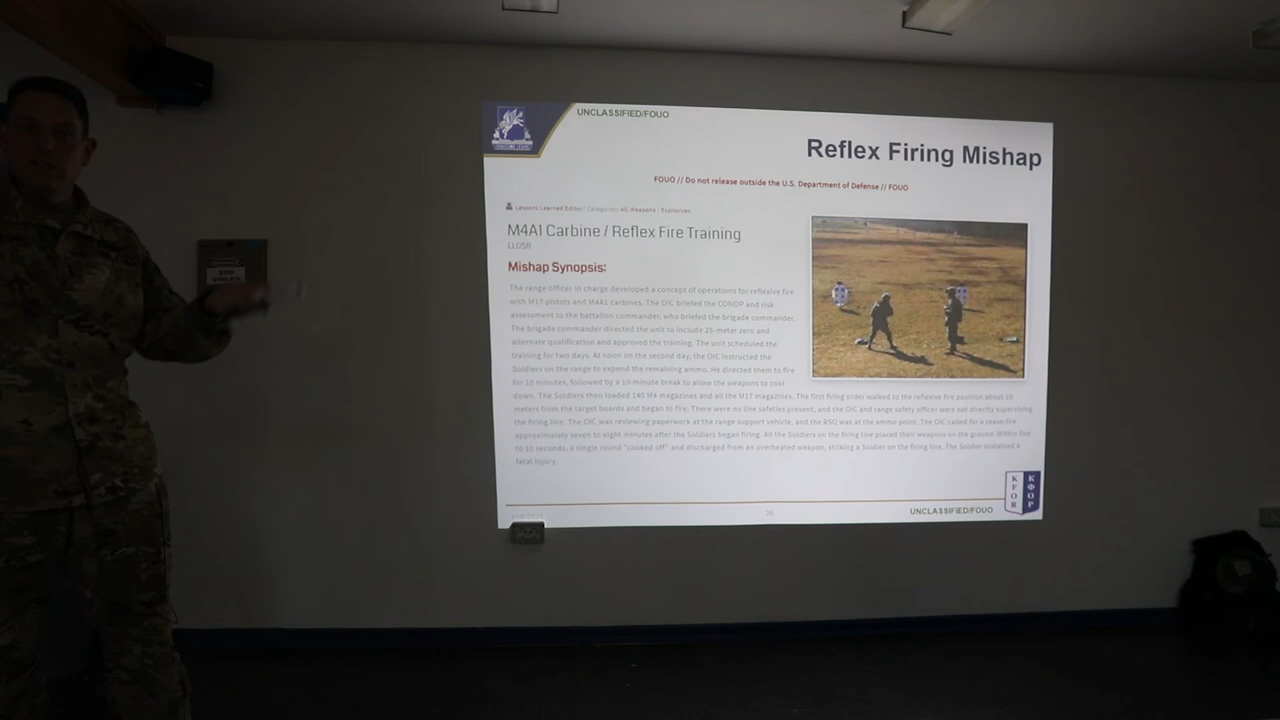 UNCLASSIFIED/FOUO
Reflex Firing Mishap
FOUO // Do not release outside the U.S. Department of Defense // FOUO
Lessons Learned Editor / Categories: All Weapons / Explosives
M4A1 Carbine / Reflex Fire Training
LL058
Mishap Synopsis:
The range officer in charge developed a concept of operations for reflexive fire
with M17 pistols and M4A1 carbines. The OIC briefed the CONOP and risk
assessment to the battalion commander, who briefed the brigade commander.
The brigade commander directed the unit to include 25-meter zero and
alternate qualification and approved the training. The unit scheduled the
training for two days. At noon on the second day, the OIC instructed the
Soldiers on the range to expend the remaining ammo. He directed them to fire
for 10 minutes, followed by a 10-minute break to allow the weapons to cool
down. The Soldiers then loaded 140 M4 magazines and all the M17 magazines. The first firing order walked to the reflexive fire position about 10
meters from the target boards and began to fire. There were no line safeties present, and the OIC and range safety officer were not directly supervising
the firing line. The OIC was reviewing paperwork at the range support vehicle, and the RSO was at the ammo point. The OIC called for a cease-fire
approximately seven to eight minutes after the Soldiers began firing. All the Soldiers on the firing line placed their weapons on the ground. Within five
to 10 seconds, a single round "cooked off" and discharged from an overheated weapon, striking a Soldier on the firing line. The Soldier sustained a
fatal injury.
26
UNCLASSIFIED/FOUO
KFOR
КФОР
VOLTS